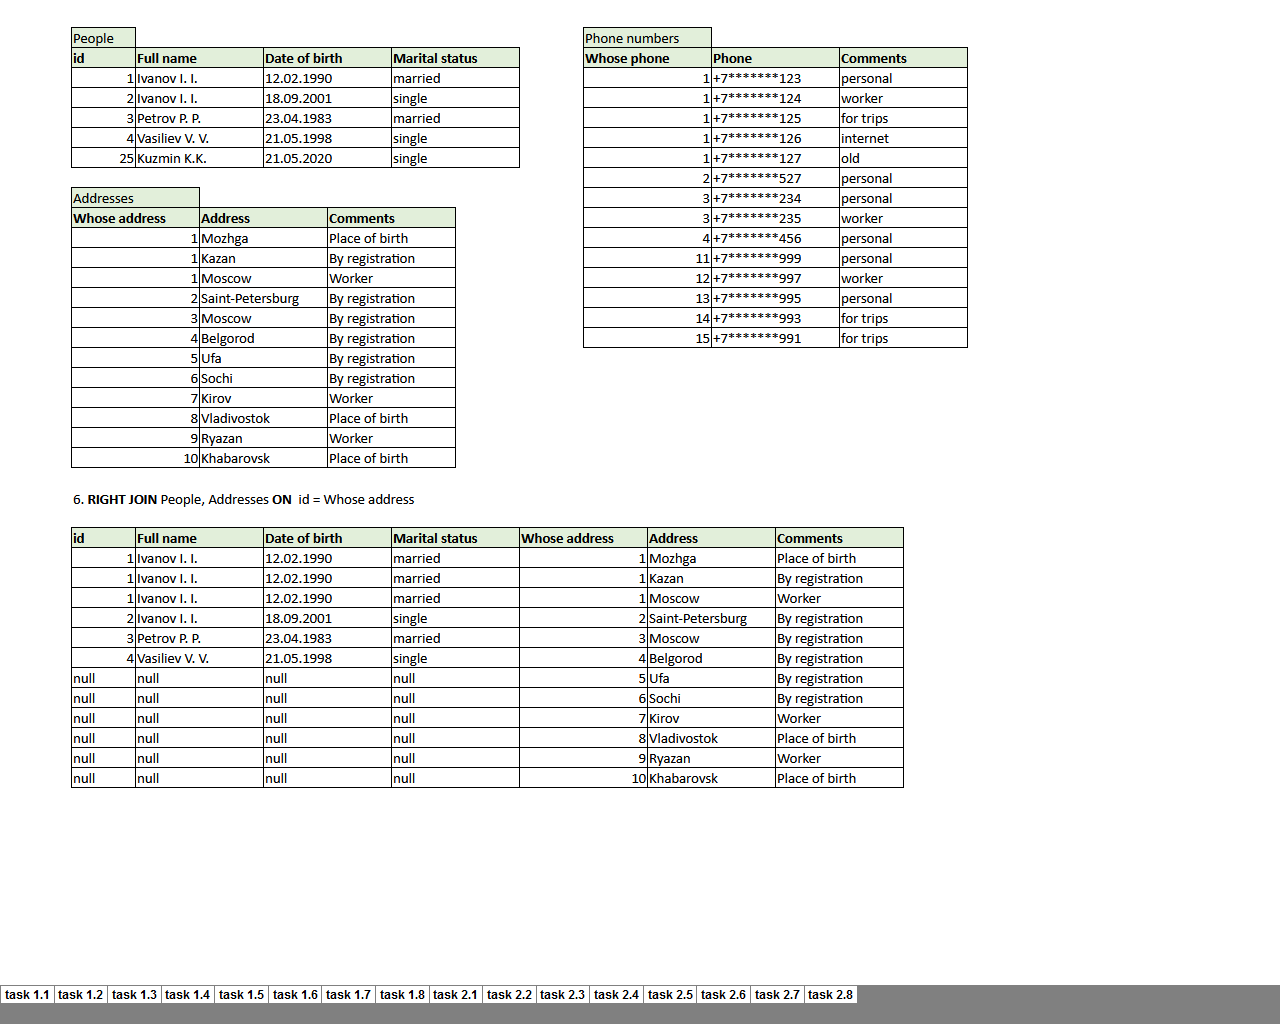 People
id Full name Date of birth Marital status
1 Ivanov I. I. 12.02.1990 married
2 Ivanov I. I. 18.09.2001 single
3 Petrov P. P. 23.04.1983 married
4 Vasiliev V. V. 21.05.1998 single
25 Kuzmin K.K. 21.05.2020 single
Addresses
Whose address Address Comments
1 Mozhga Place of birth
1 Kazan By registration
1 Moscow Worker
2 Saint-Petersburg By registration
3 Moscow By registration
4 Belgorod By registration
5 Ufa By registration
6 Sochi By registration
7 Kirov Worker
8 Vladivostok Place of birth
9 Ryazan Worker
10 Khabarovsk Place of birth
Phone numbers
Whose phone Phone Comments
1 +7*******123 personal
1 +7*******124 worker
1 +7*******125 for trips
1 +7*******126 internet
1 +7*******127 old
2 +7*******527 personal
3 +7*******234 personal
3 +7*******235 worker
4 +7*******456 personal
11 +7*******999 personal
12 +7*******997 worker
13 +7*******995 personal
14 +7*******993 for trips
15 +7*******991 for trips
6. RIGHT JOIN People, Addresses ON id = Whose address
id Full name Date of birth Marital status Whose address Address Comments
1 Ivanov I. I. 12.02.1990 married 1 Mozhga Place of birth
1 Ivanov I. I. 12.02.1990 married 1 Kazan By registration
1 Ivanov I. I. 12.02.1990 married 1 Moscow Worker
2 Ivanov I. I. 18.09.2001 single 2 Saint-Petersburg By registration
3 Petrov P. P. 23.04.1983 married 3 Moscow By registration
4 Vasiliev V. V. 21.05.1998 single 4 Belgorod By registration
null null null null 5 Ufa By registration
null null null null 6 Sochi By registration
null null null null 7 Kirov Worker
null null null null 8 Vladivostok Place of birth
null null null null 9 Ryazan Worker
null null null null 10 Khabarovsk Place of birth
task 1.1 task 1.2 task 1.3 task 1.4 task 1.5 task 1.6 task 1.7 task 1.8 task 2.1 task 2.2 task 2.3 task 2.4 task 2.5 task 2.6 task 2.7 task 2.8